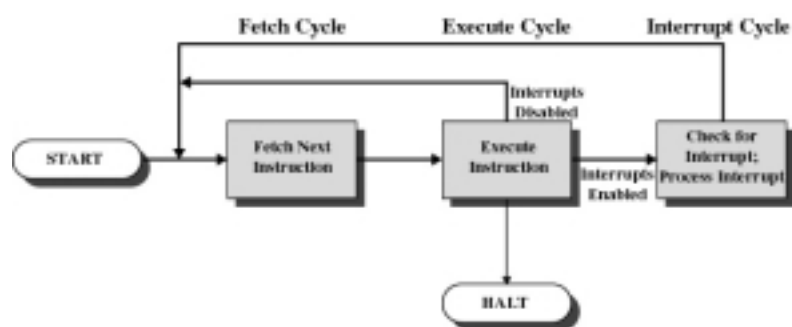 Fetch Cycle
Execute Cycle
Interrupt Cycle
Interrupts
Disabled
START
Fetch Next
Instruction
Execute
Instruction
Check for
Interrupt;
Process Interrupt
Interrupts
Enabled
HALT